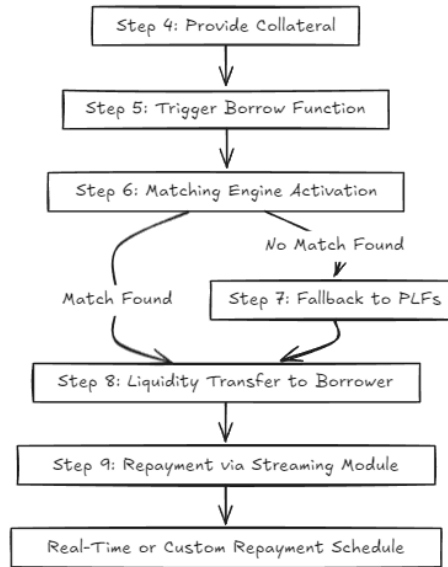 Step 4: Provide Collateral
Step 5: Trigger Borrow Function
Step 6: Matching Engine Activation
No Match Found
Match Found
Step 7: Fallback to PLFs
Step 8: Liquidity Transfer to Borrower
Step 9: Repayment via Streaming Module
Real-Time or Custom Repayment Schedule